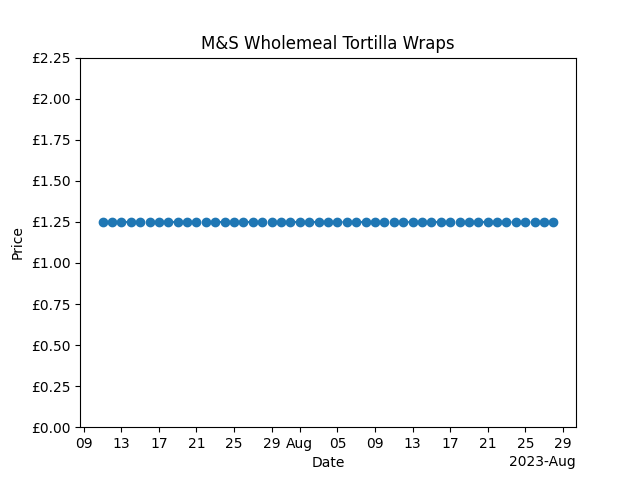 M&S Wholemeal Tortilla Wraps
£2.25
£2.00
£1.75
£1.50
£1.25
£1.00
£0.75
£0.50
£0.25
£0.00
Price
09 13 17 21 25 29 Aug 05 09 13 17 21 25 29
Date
2023-Aug